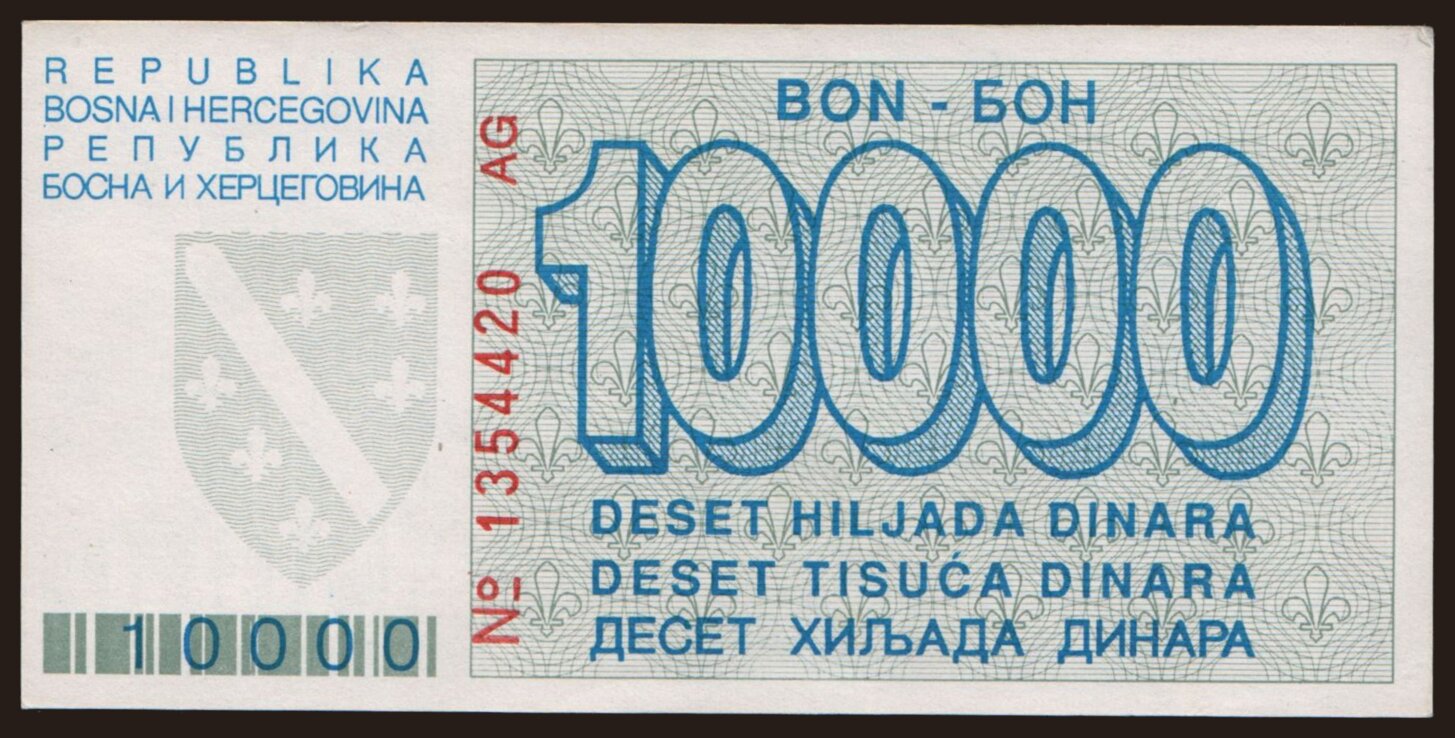 REPUBLIKA
BOSNA I HERCEGOVINA
РЕПУБЛИКА
БОСНА И ХЕРЦЕГОВИНА
10000
№ 1354420 AG
BON - БОН
10000
DESET HILJADA DINARA
DESET TISUĆA DINARA
ДЕСЕТ ХИЉАДА ДИНАРА